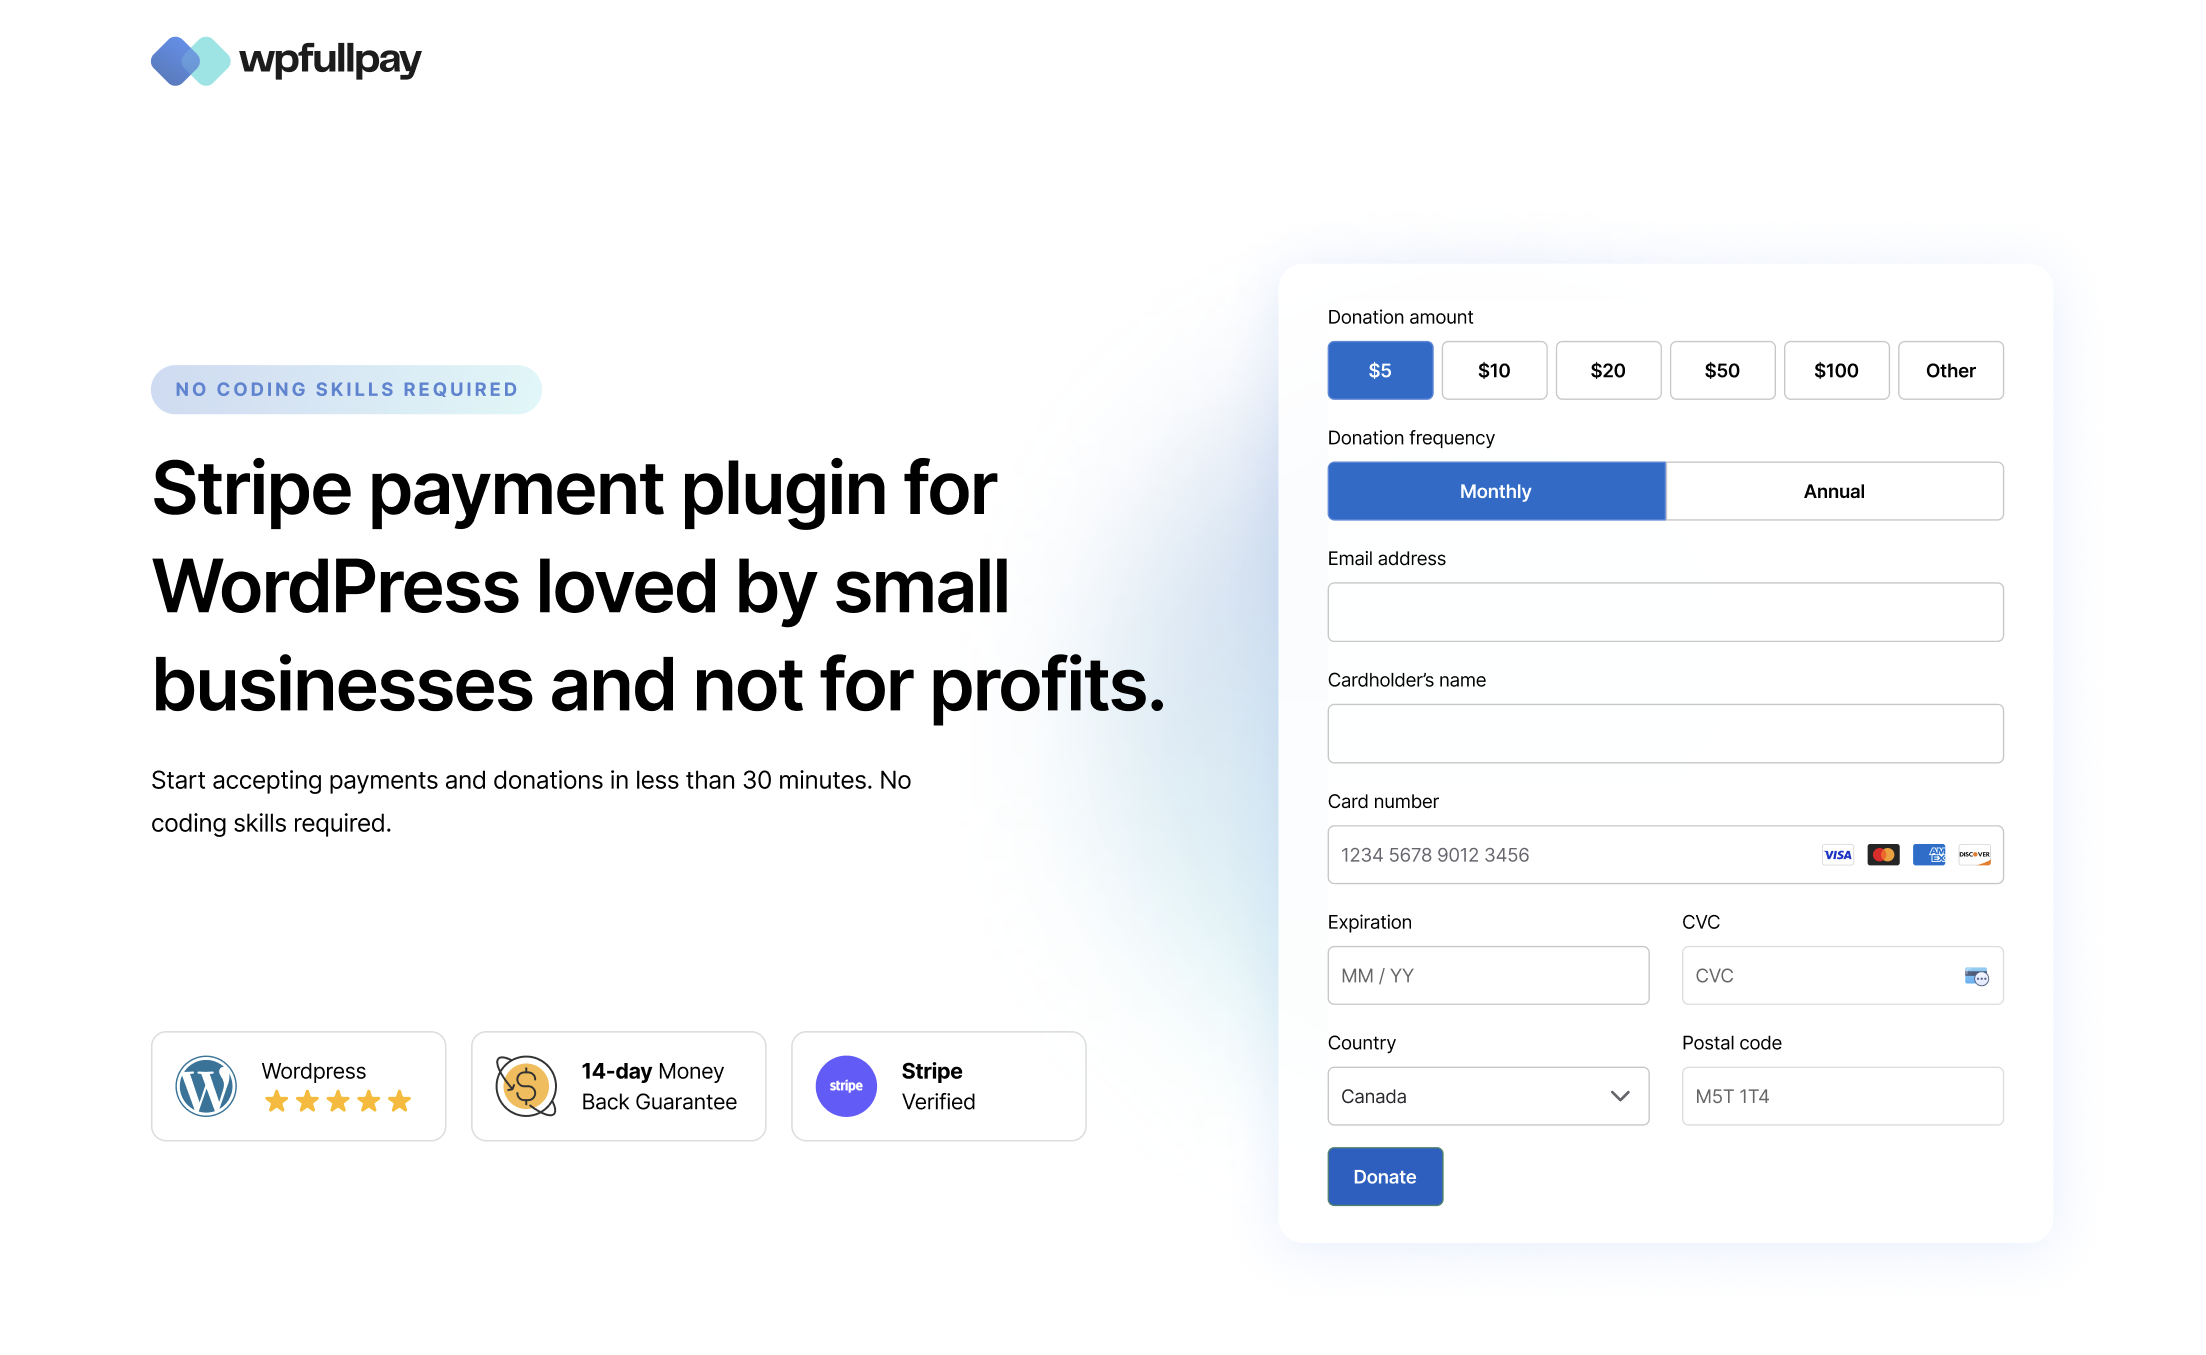 wpfullpay
NO CODING SKILLS REQUIRED
Stripe payment plugin for
WordPress loved by small
businesses and not for profits.
Start accepting payments and donations in less than 30 minutes. No
coding skills required.
Wordpress
14-day Money
Back Guarantee
stripe
Stripe
Verified
Donation amount
$5 $10 $20 $50 $100 Other
Donation frequency
Monthly Annual
Email address
Cardholder’s name
Card number
1234 5678 9012 3456 VISA AM EX DISCOVER
Expiration CVC
MM / YY CVC
Country Postal code
Canada M5T 1T4
Donate